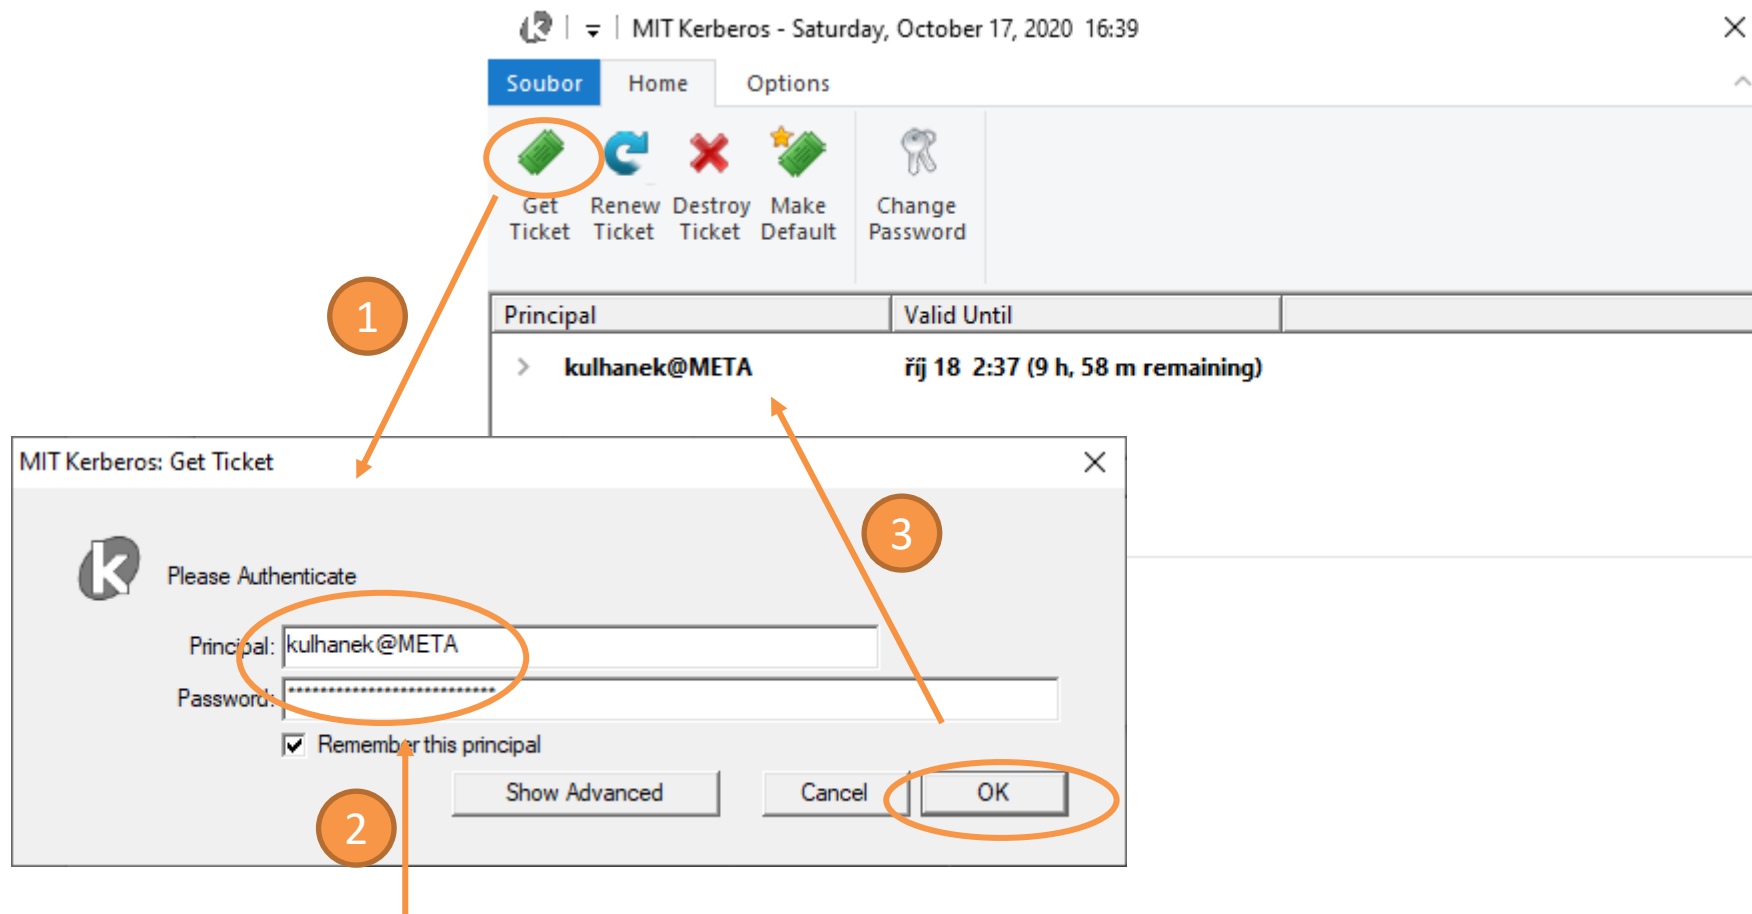 MIT Kerberos - Saturday, October 17, 2020 16:39
Soubor Home Options
Get Ticket
Renew Ticket
Destroy Ticket
Make Default
Change Password
Principal Valid Until
kulhanek@META říj 18 2:37 (9 h, 58 m remaining)
1
MIT Kerberos: Get Ticket
3
k
Please Authenticate
Principal: kulhanek@META
Password: **************************
Remember this principal
Show Advanced Cancel OK
2